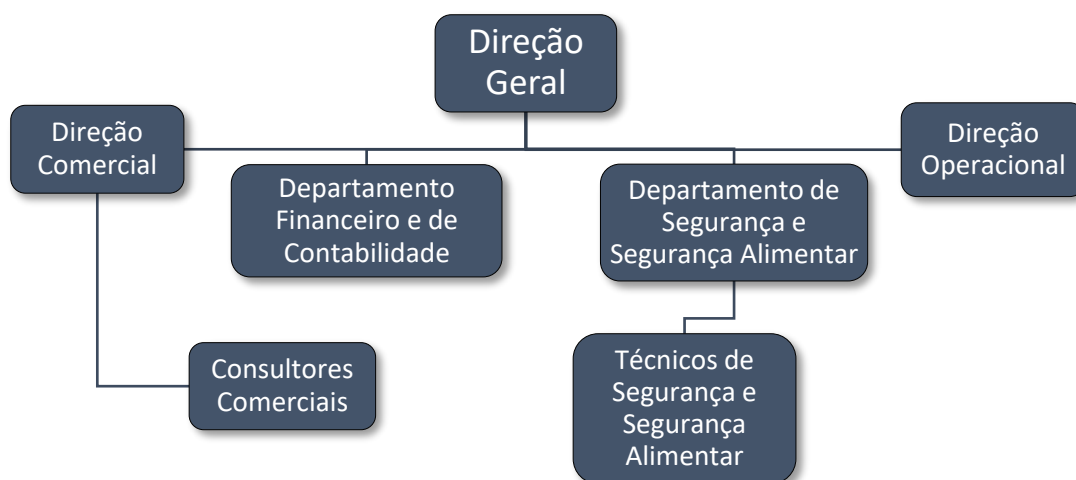 Direção
Geral
Direção
Comercial
Direção
Operacional
Departamento
Financeiro e de
Contabilidade
Departamento de
Segurança e
Segurança Alimentar
Consultores
Comerciais
Técnicos de
Segurança e
Segurança
Alimentar